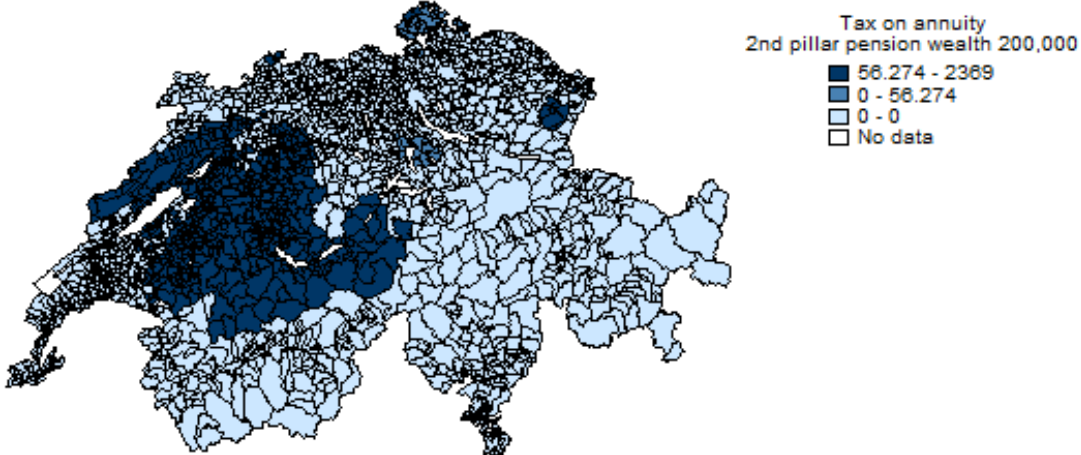 Tax on annuity
2nd pillar pension wealth 200,000
56.274 - 2369
0 - 56.274
0 - 0
No data